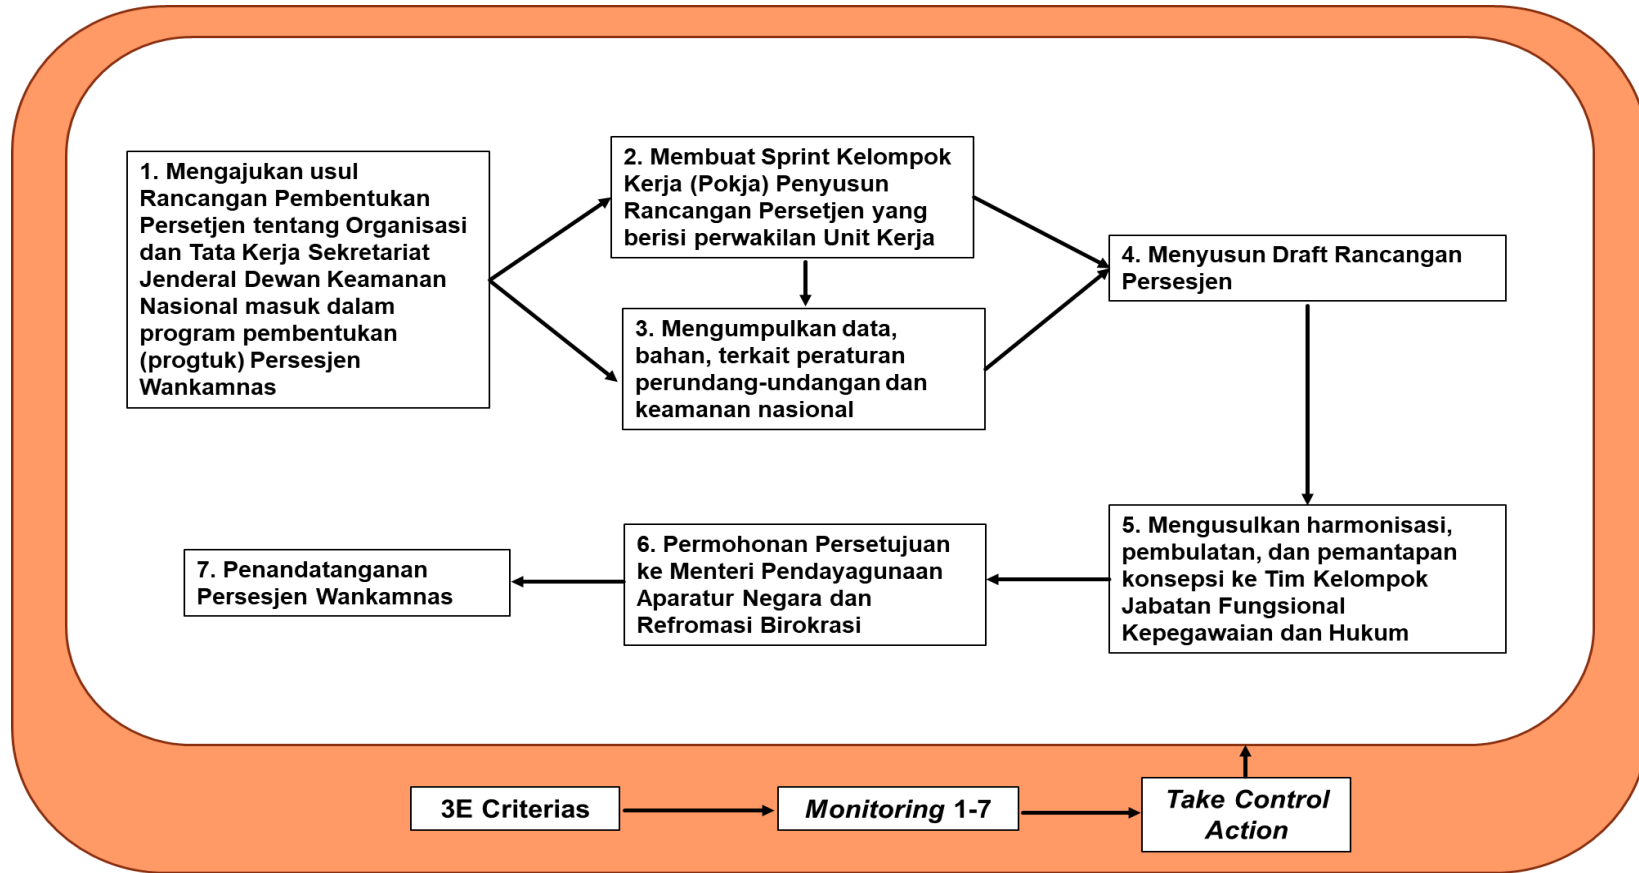 1. Mengajukan usul
Rancangan Pembentukan
Persetjen tentang Organisasi
dan Tata Kerja Sekretariat
Jenderal Dewan Keamanan
Nasional masuk dalam
program pembentukan
(progtuk) Persesjen
Wankamnas
2. Membuat Sprint Kelompok
Kerja (Pokja) Penyusun
Rancangan Persetjen yang
berisi perwakilan Unit Kerja
3. Mengumpulkan data,
bahan, terkait peraturan
perundang-undangan dan
keamanan nasional
4. Menyusun Draft Rancangan
Persesjen
5. Mengusulkan harmonisasi,
pembulatan, dan pemantapan
konsepsi ke Tim Kelompok
Jabatan Fungsional
Kepegawaian dan Hukum
6. Permohonan Persetujuan
ke Menteri Pendayagunaan
Aparatur Negara dan
Refromasi Birokrasi
7. Penandatanganan
Persesjen Wankamnas
3E Criterias
Monitoring 1-7
Take Control
Action